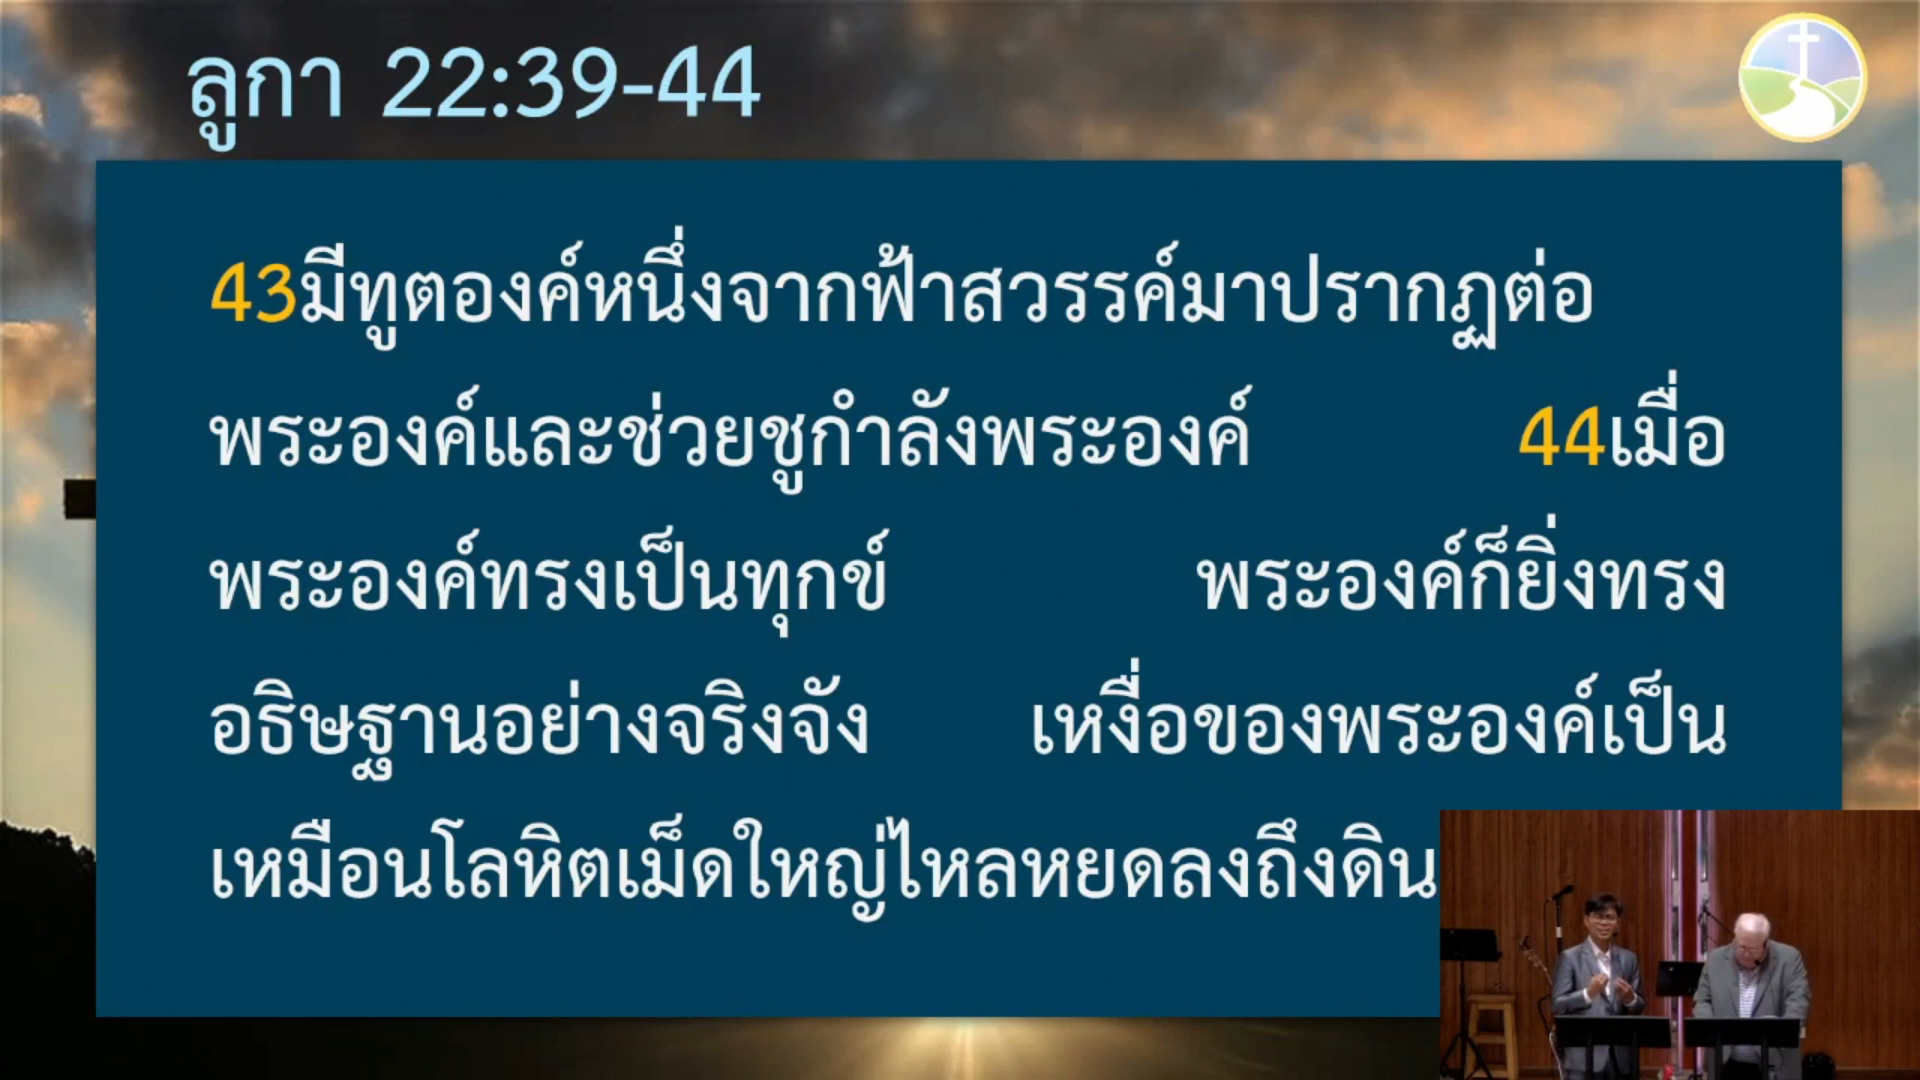 ลูกา 22:39-44
43มีทูตองค์หนึ่งจากฟ้าสวรรค์มาปรากฏต่อ
พระองค์และช่วยชูกำลังพระองค์ 44เมื่อ
พระองค์ทรงเป็นทุกข์ พระองค์ก็ยิ่งทรง
อธิษฐานอย่างจริงจัง เหงื่อของพระองค์เป็น
เหมือนโลหิตเม็ดใหญ่ไหลหยดลงถึงดิน